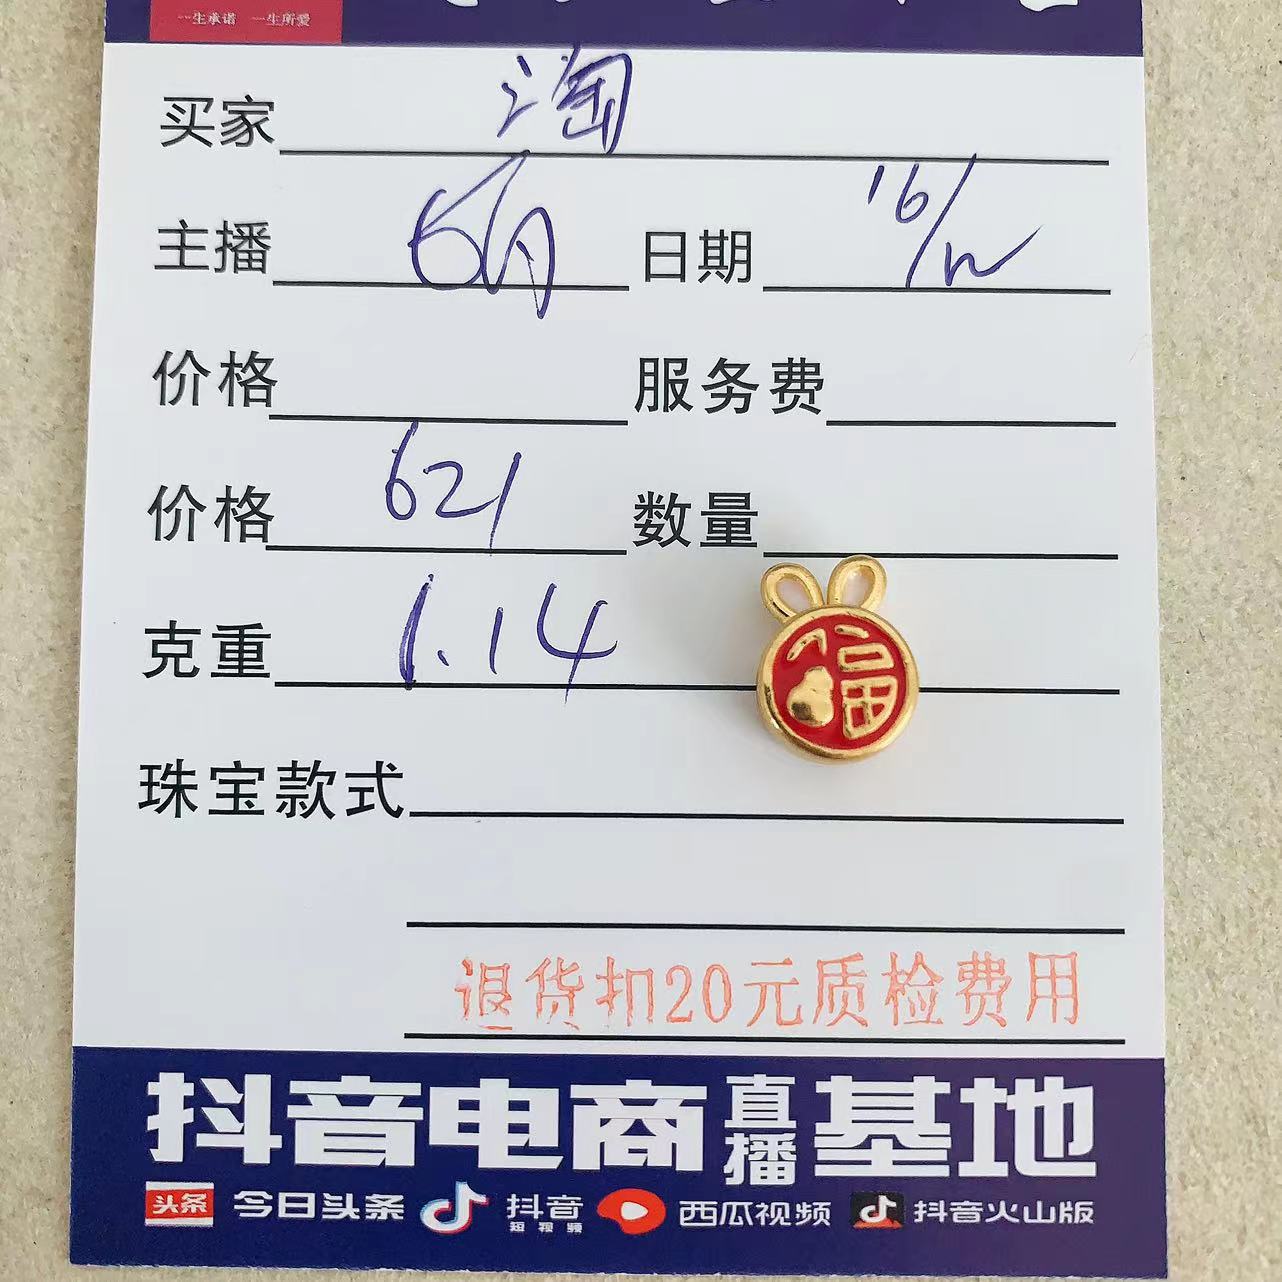 一生承诺 一生所爱
买家 淘
主播 日期 16/12
价格 服务费
价格 621 数量
克重 1.14
福
珠宝款式
退货扣20元质检费用
抖音电商直播基地
头条 今日头条 抖音短视频 西瓜视频 抖音火山版